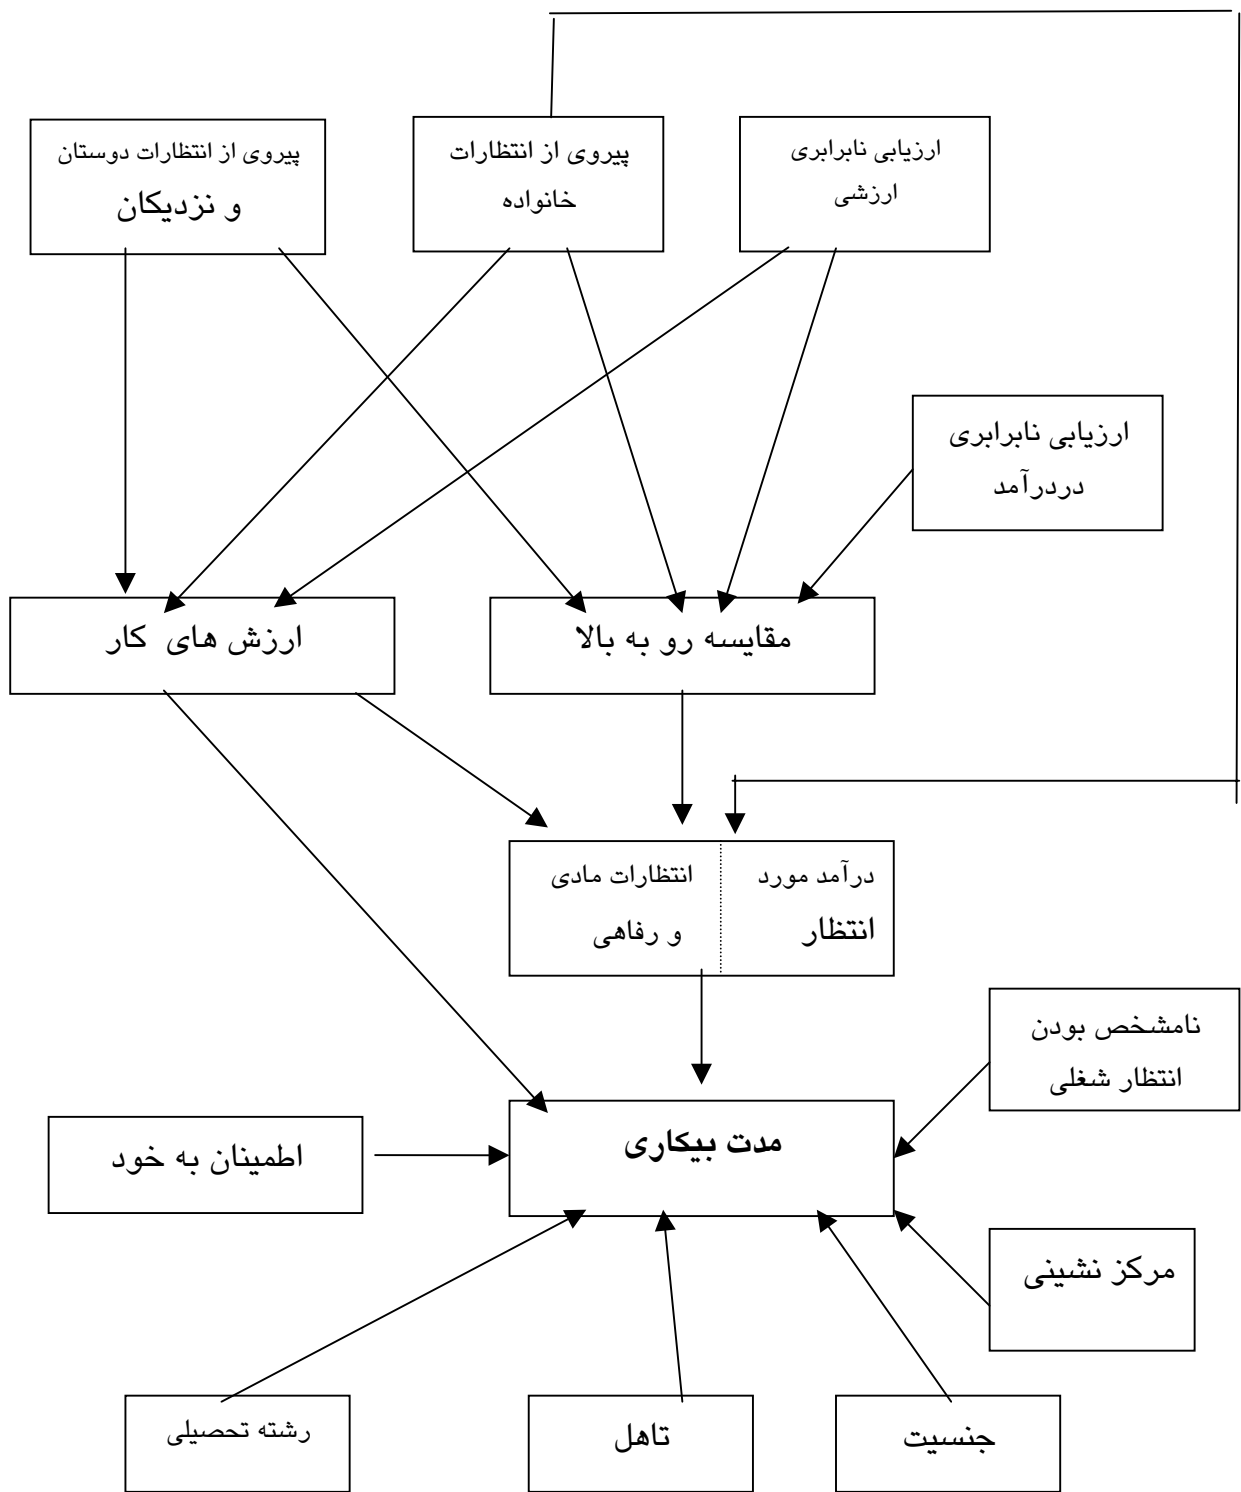 پیروی از انتظارات دوستان
و نزدیکان
پیروی از انتظارات
خانواده
ارزیابی نابرابری
ارزشی
ارزیابی نابرابری
دردرآمد
ارزش های کار
مقایسه رو به بالا
درآمد مورد
انتظار
انتظارات مادی
و رفاهی
نامشخص بودن
انتظار شغلی
مدت بیکاری
اطمینان به خود
مرکز نشینی
رشته تحصیلی
تاهل
جنسیت